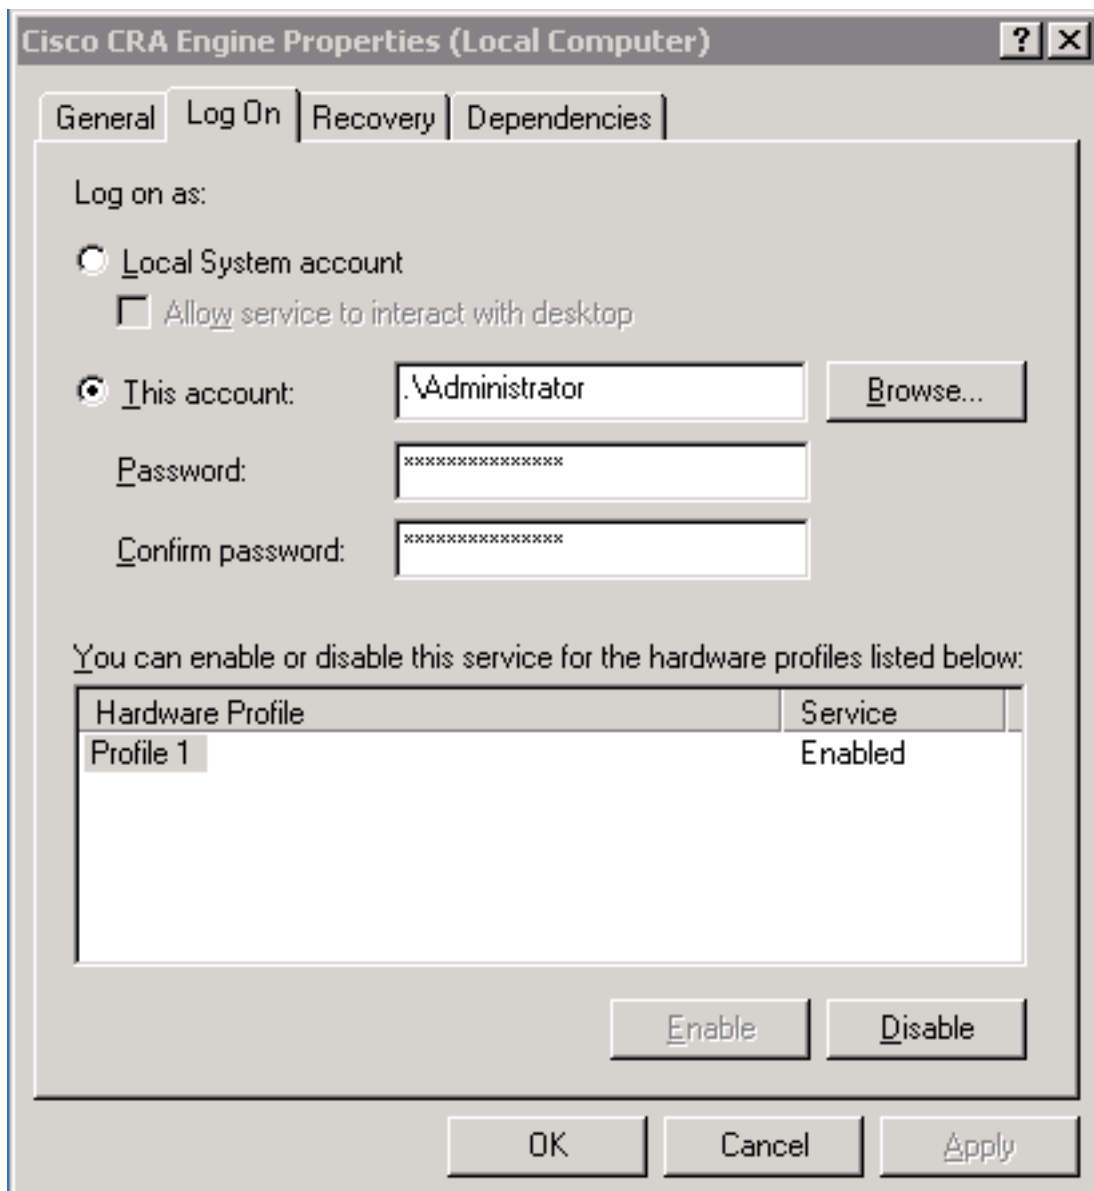 Cisco CRA Engine Properties (Local Computer)
General Log On Recovery Dependencies
Log on as:
Local System account
Allow service to interact with desktop
This account: .\Administrator Browse...
Password: ***************
Confirm password: ***************
You can enable or disable this service for the hardware profiles listed below:
Hardware Profile Service
Profile 1 Enabled
Enable Disable
OK Cancel Apply